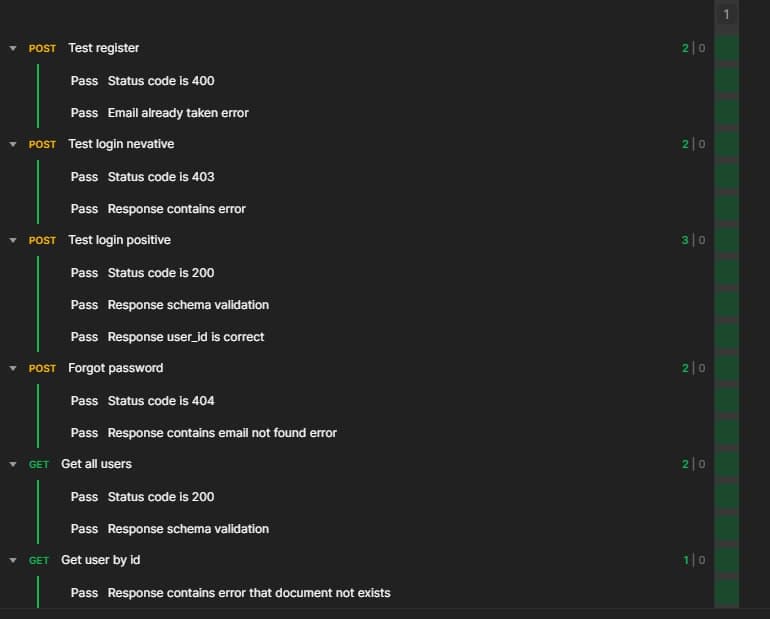 1
POST Test register 2 | 0
Pass Status code is 400
Pass Email already taken error
POST Test login nevative 2 | 0
Pass Status code is 403
Pass Response contains error
POST Test login positive 3 | 0
Pass Status code is 200
Pass Response schema validation
Pass Response user_id is correct
POST Forgot password 2 | 0
Pass Status code is 404
Pass Response contains email not found error
GET Get all users 2 | 0
Pass Status code is 200
Pass Response schema validation
GET Get user by id 1 | 0
Pass Response contains error that document not exists